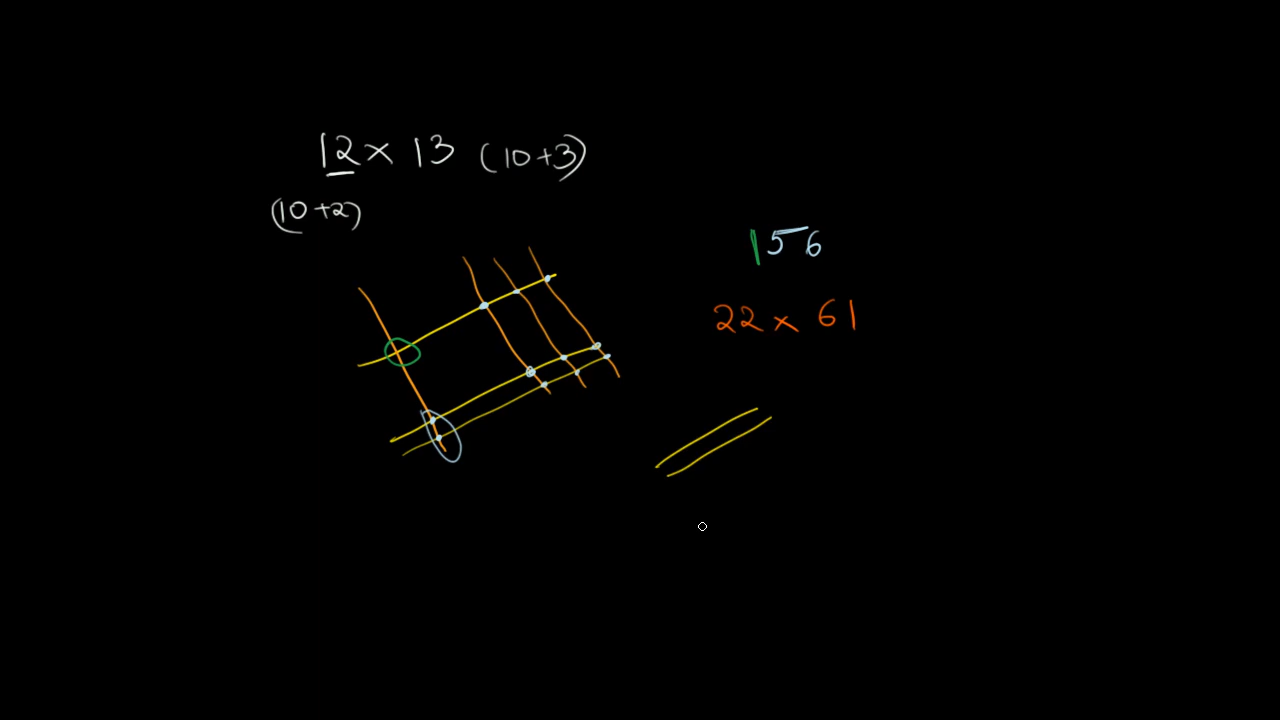 12 × 13 (10+3)
(10+2)
156
22 × 61